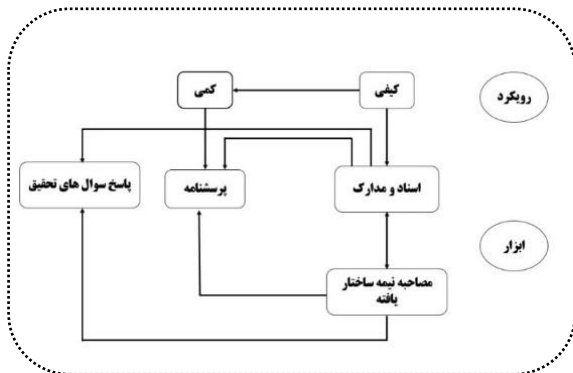 رویکرد
کیفی
کمی
اسناد و مدارک
پرسشنامه
پاسخ سوال های تحقیق
ابزار
مصاحبه نیمه ساختار
یافته